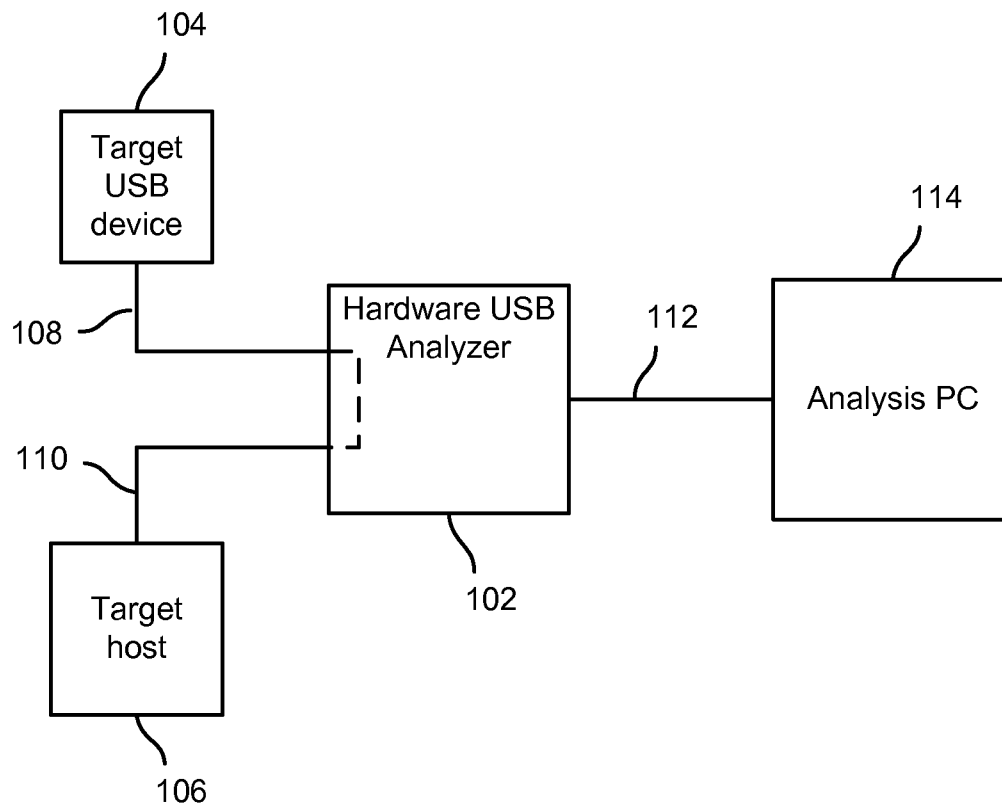 104
Target
USB
device
108
114
Hardware USB
Analyzer
112
Analysis PC
110
Target
host
102
106